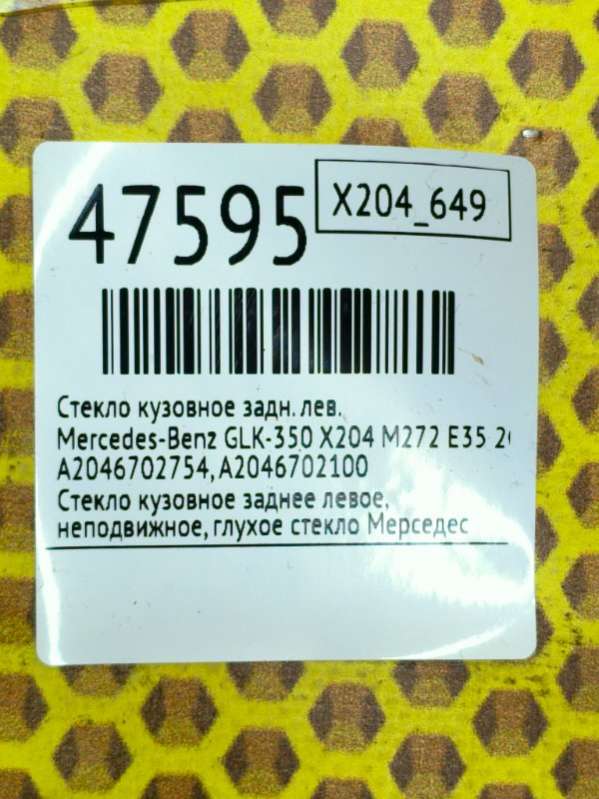 47595
X204_649
Стекло кузовное задн. лев.
Mercedes-Benz GLK-350 X204 M272 E35
A2046702754, A2046702100
Стекло кузовное заднее левое,
неподвижное, глухое стекло Мерседес